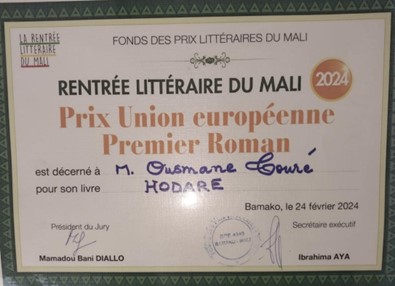 LA RENTRÉE
LITTÉRAIRE
DU MALI
FONDS DES PRIX LITTÉRAIRES DU MALI
RENTRÉE LITTÉRAIRE DU MALI 2024
Prix Union européenne
Premier Roman
est décerné à M. Ousmane Touré
pour son livre HODARE
Bamako, le 24 février 2024
Président du Jury
Secrétaire exécutif
Mamadou Bani DIALLO
Ibrahima AYA